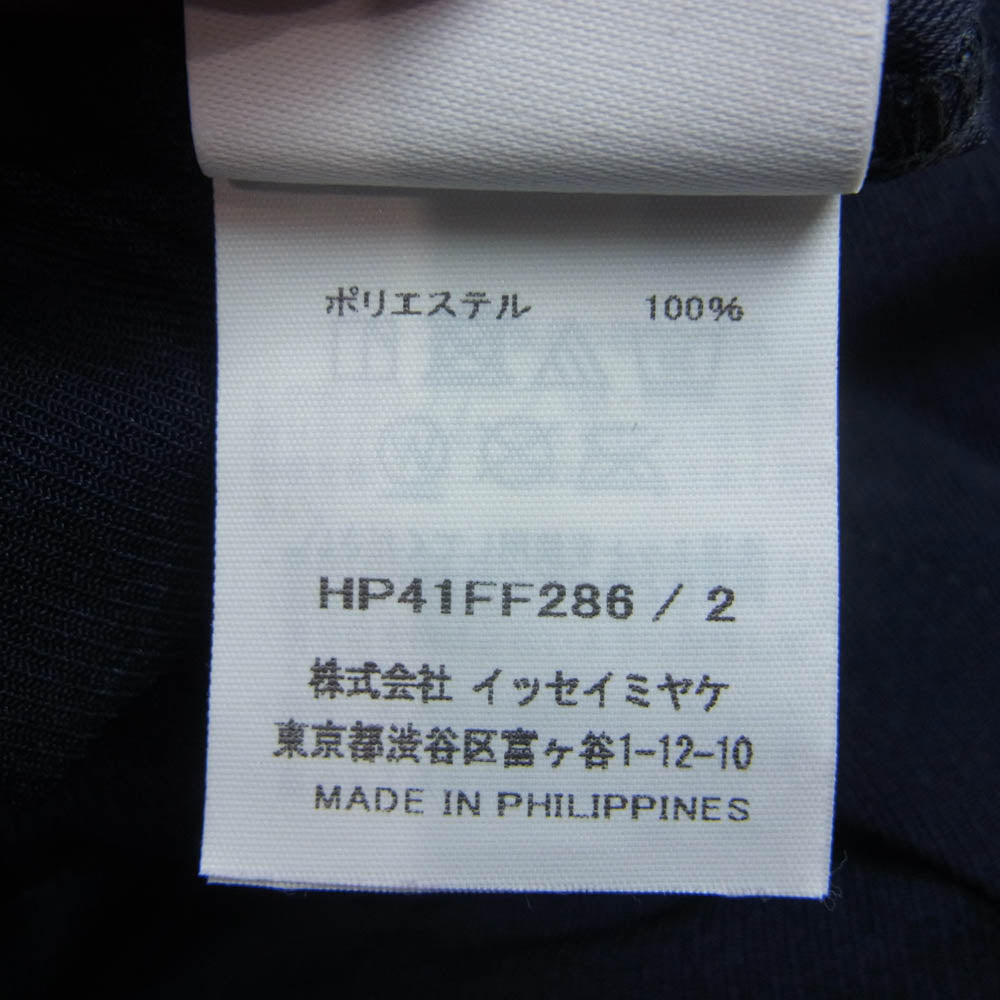 ポリエステル 100%
HP41FF286 / 2
株式会社 イッセイミヤケ
東京都渋谷区富ヶ谷1-12-10
MADE IN PHILIPPINES